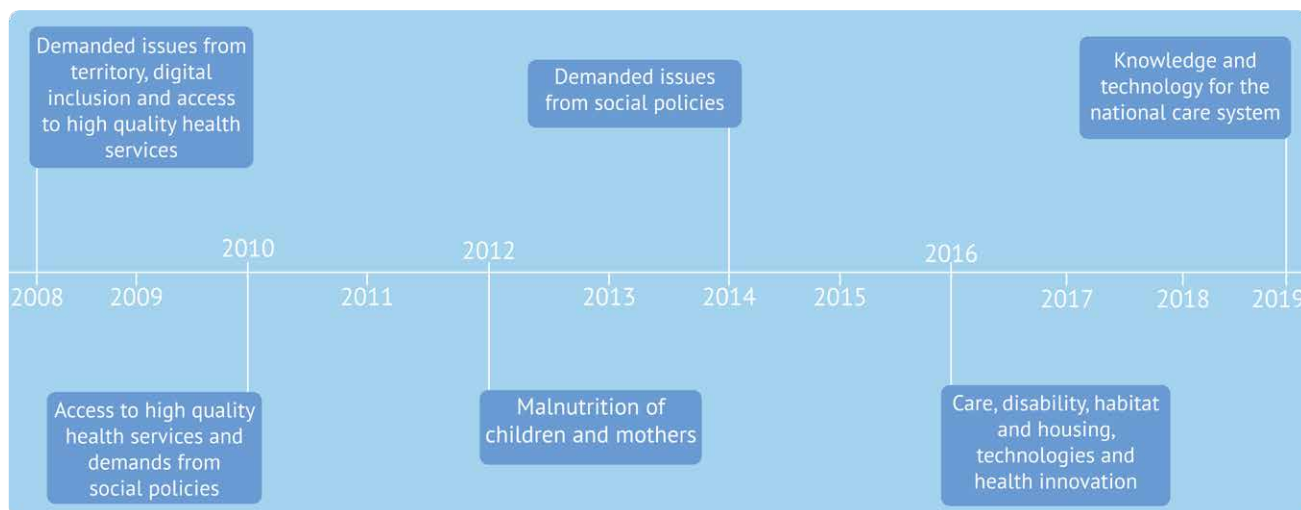 Demanded issues from
territory, digital
inclusion and access
to high quality health
services
Demanded issues
from social policies
Knowledge and
technology for the
national care system
2010
2012
2016
2008
2009
2011
2013
2014
2015
2017
2018
2019
Access to high quality
health services and
demands from
social policies
Malnutrition of
children and mothers
Care, disability, habitat
and housing,
technologies and
health innovation